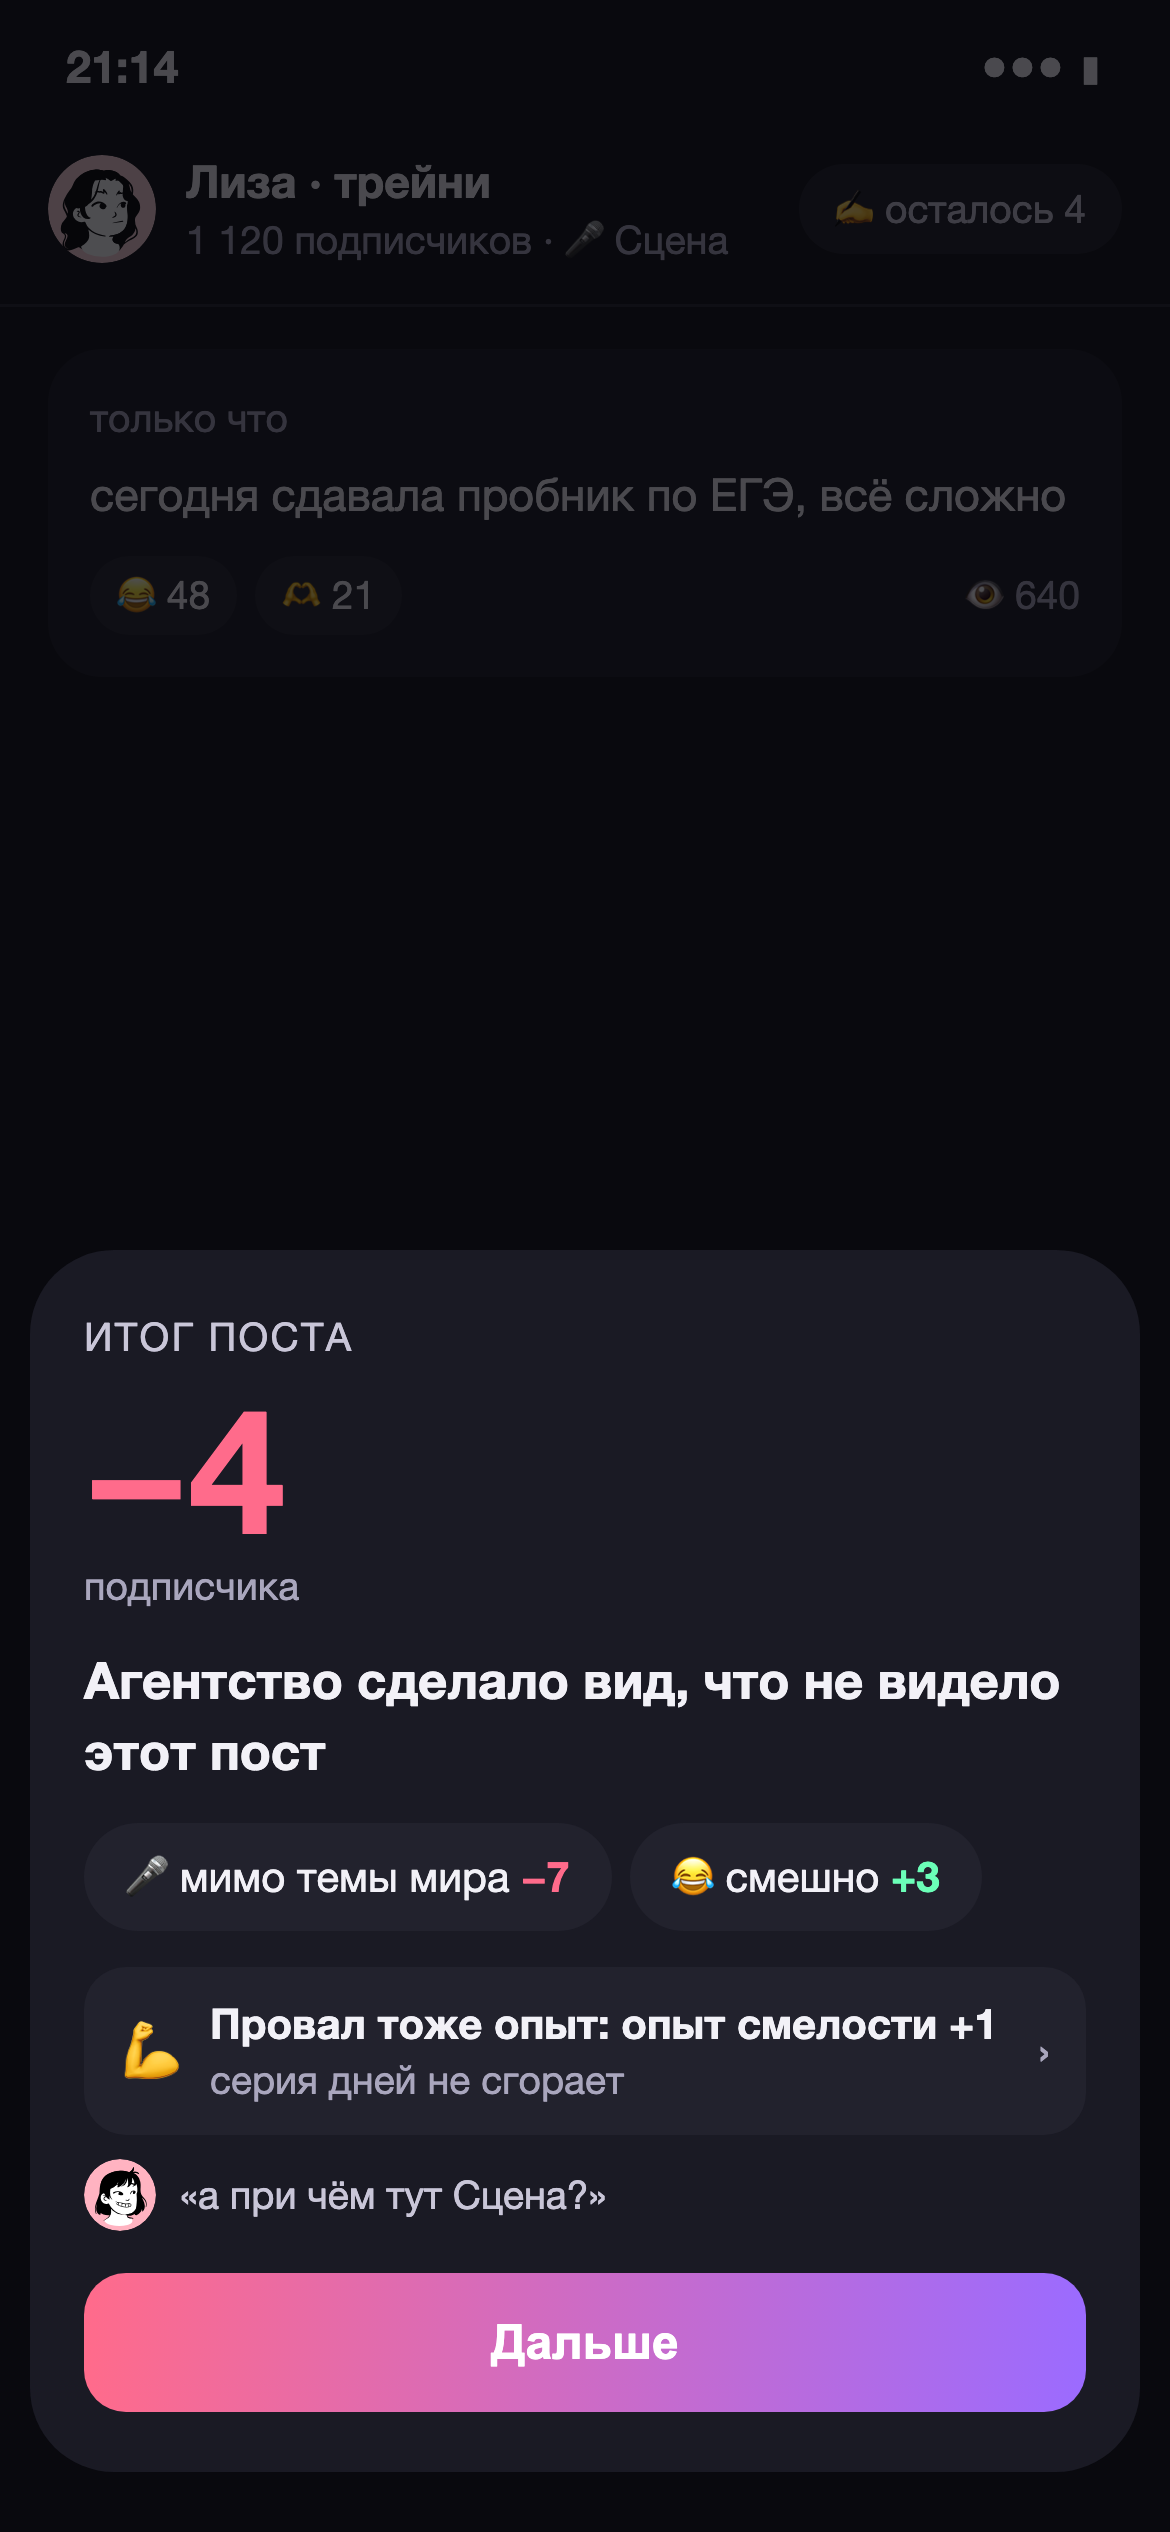 21:14
Лиза · трейни
1 120 подписчиков · 🎤 Сцена
✍️ осталось 4
только что
сегодня сдавала пробник по ЕГЭ, всё сложно
😂 48 🫶 21 👁️ 640
ИТОГ ПОСТА
–4
подписчика
Агентство сделало вид, что не видело
этот пост
🎤 мимо темы мира –7 😂 смешно +3
💪 Провал тоже опыт: опыт смелости +1 ›
серия дней не сгорает
«а при чём тут Сцена?»
Дальше